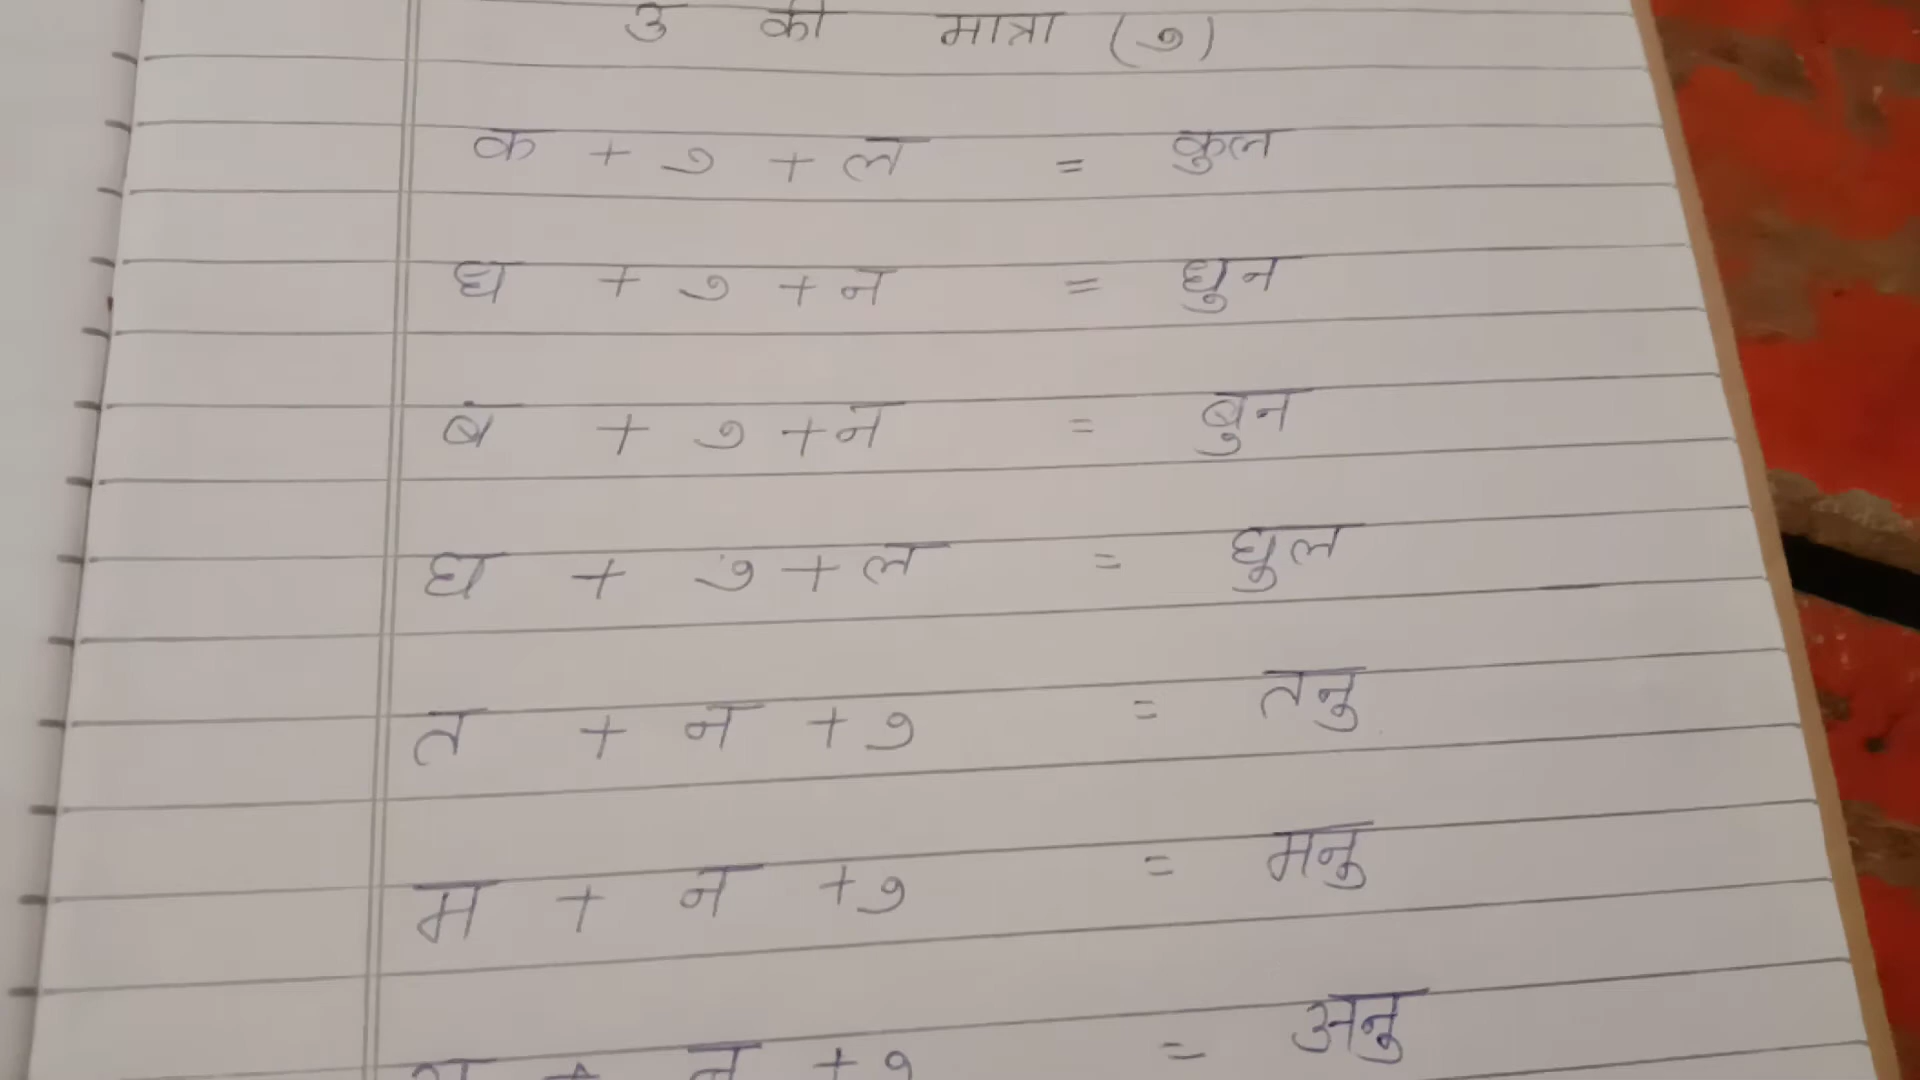 उ की मात्रा (ु)
क + ु + ल = कुल
ध + ु + न = धुन
ब + ु + न = बुन
घ + ु + ल = घुल
त + न + ु = तनु
म + न + ु = मनु
+ न + ु = अनु